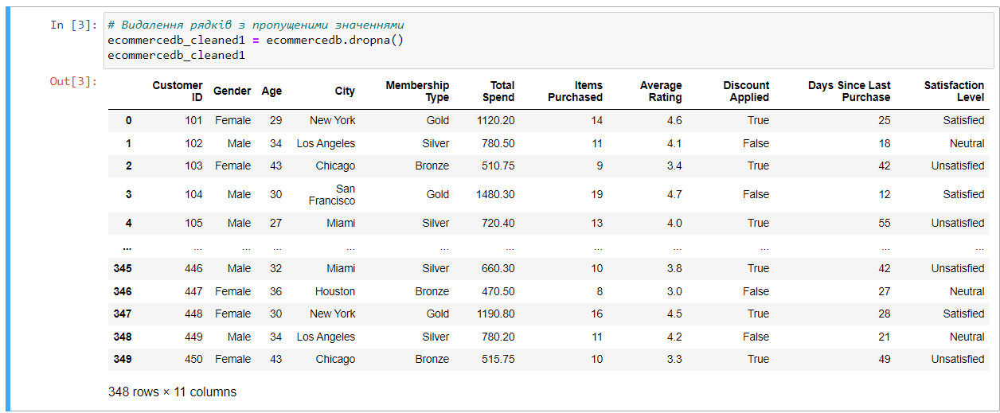 In [3]: # Видалення рядків з пропущеними значеннями
ecommercedb_cleaned1 = ecommercedb.dropna()
ecommercedb_cleaned1
Out[3]:
Customer ID Gender Age City Membership Type Total Spend Items Purchased Average Rating Discount Applied Days Since Last Purchase Satisfaction Level
0 101 Female 29 New York Gold 1120.20 14 4.6 True 25 Satisfied
1 102 Male 34 Los Angeles Silver 780.50 11 4.1 False 18 Neutral
2 103 Female 43 Chicago Bronze 510.75 9 3.4 True 42 Unsatisfied
3 104 Male 30 San Francisco Gold 1480.30 19 4.7 False 12 Satisfied
4 105 Male 27 Miami Silver 720.40 13 4.0 True 55 Unsatisfied
... ... ... ... ... ... ... ... ... ... ... ...
345 446 Male 32 Miami Silver 660.30 10 3.8 True 42 Unsatisfied
346 447 Female 36 Houston Bronze 470.50 8 3.0 False 27 Neutral
347 448 Female 30 New York Gold 1190.80 16 4.5 True 28 Satisfied
348 449 Male 34 Los Angeles Silver 780.20 11 4.2 False 21 Neutral
349 450 Female 43 Chicago Bronze 515.75 10 3.3 True 49 Unsatisfied
348 rows × 11 columns